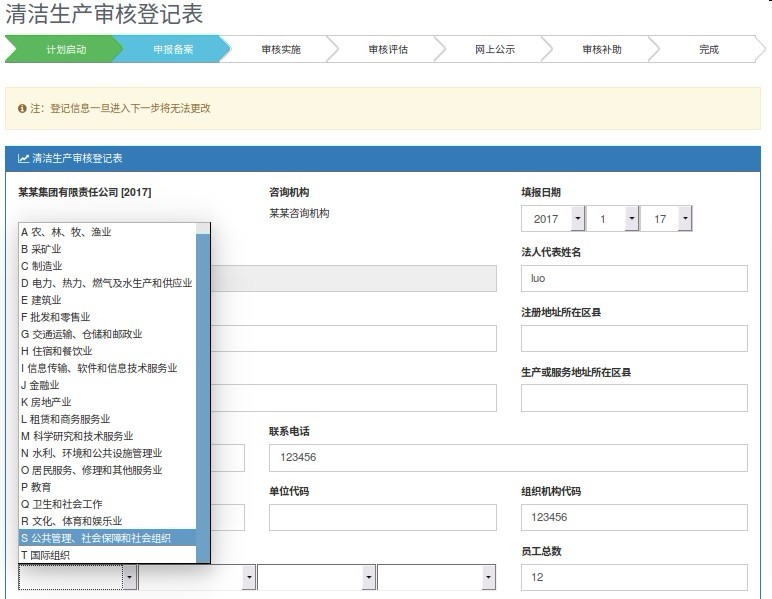 清洁生产审核登记表
计划启动 申报备案 审核实施 审核评估 网上公示 审核补助 完成
注：登记信息一旦进入下一步将无法更改
清洁生产审核登记表
某某集团有限责任公司 [2017] 咨询机构 填报日期
某某咨询机构 2017 1 17
A 农、林、牧、渔业
B 采矿业
C 制造业
D 电力、热力、燃气及水生产和供应业
E 建筑业
F 批发和零售业
G 交通运输、仓储和邮政业
H 住宿和餐饮业
I 信息传输、软件和信息技术服务业
J 金融业
K 房地产业
L 租赁和商务服务业
M 科学研究和技术服务业
N 水利、环境和公共设施管理业
O 居民服务、修理和其他服务业
P 教育
Q 卫生和社会工作
R 文化、体育和娱乐业
S 公共管理、社会保障和社会组织
T 国际组织
法人代表姓名
luo
注册地址所在区县
生产或服务地址所在区县
联系电话
123456
单位代码 组织机构代码
123456
员工总数
12